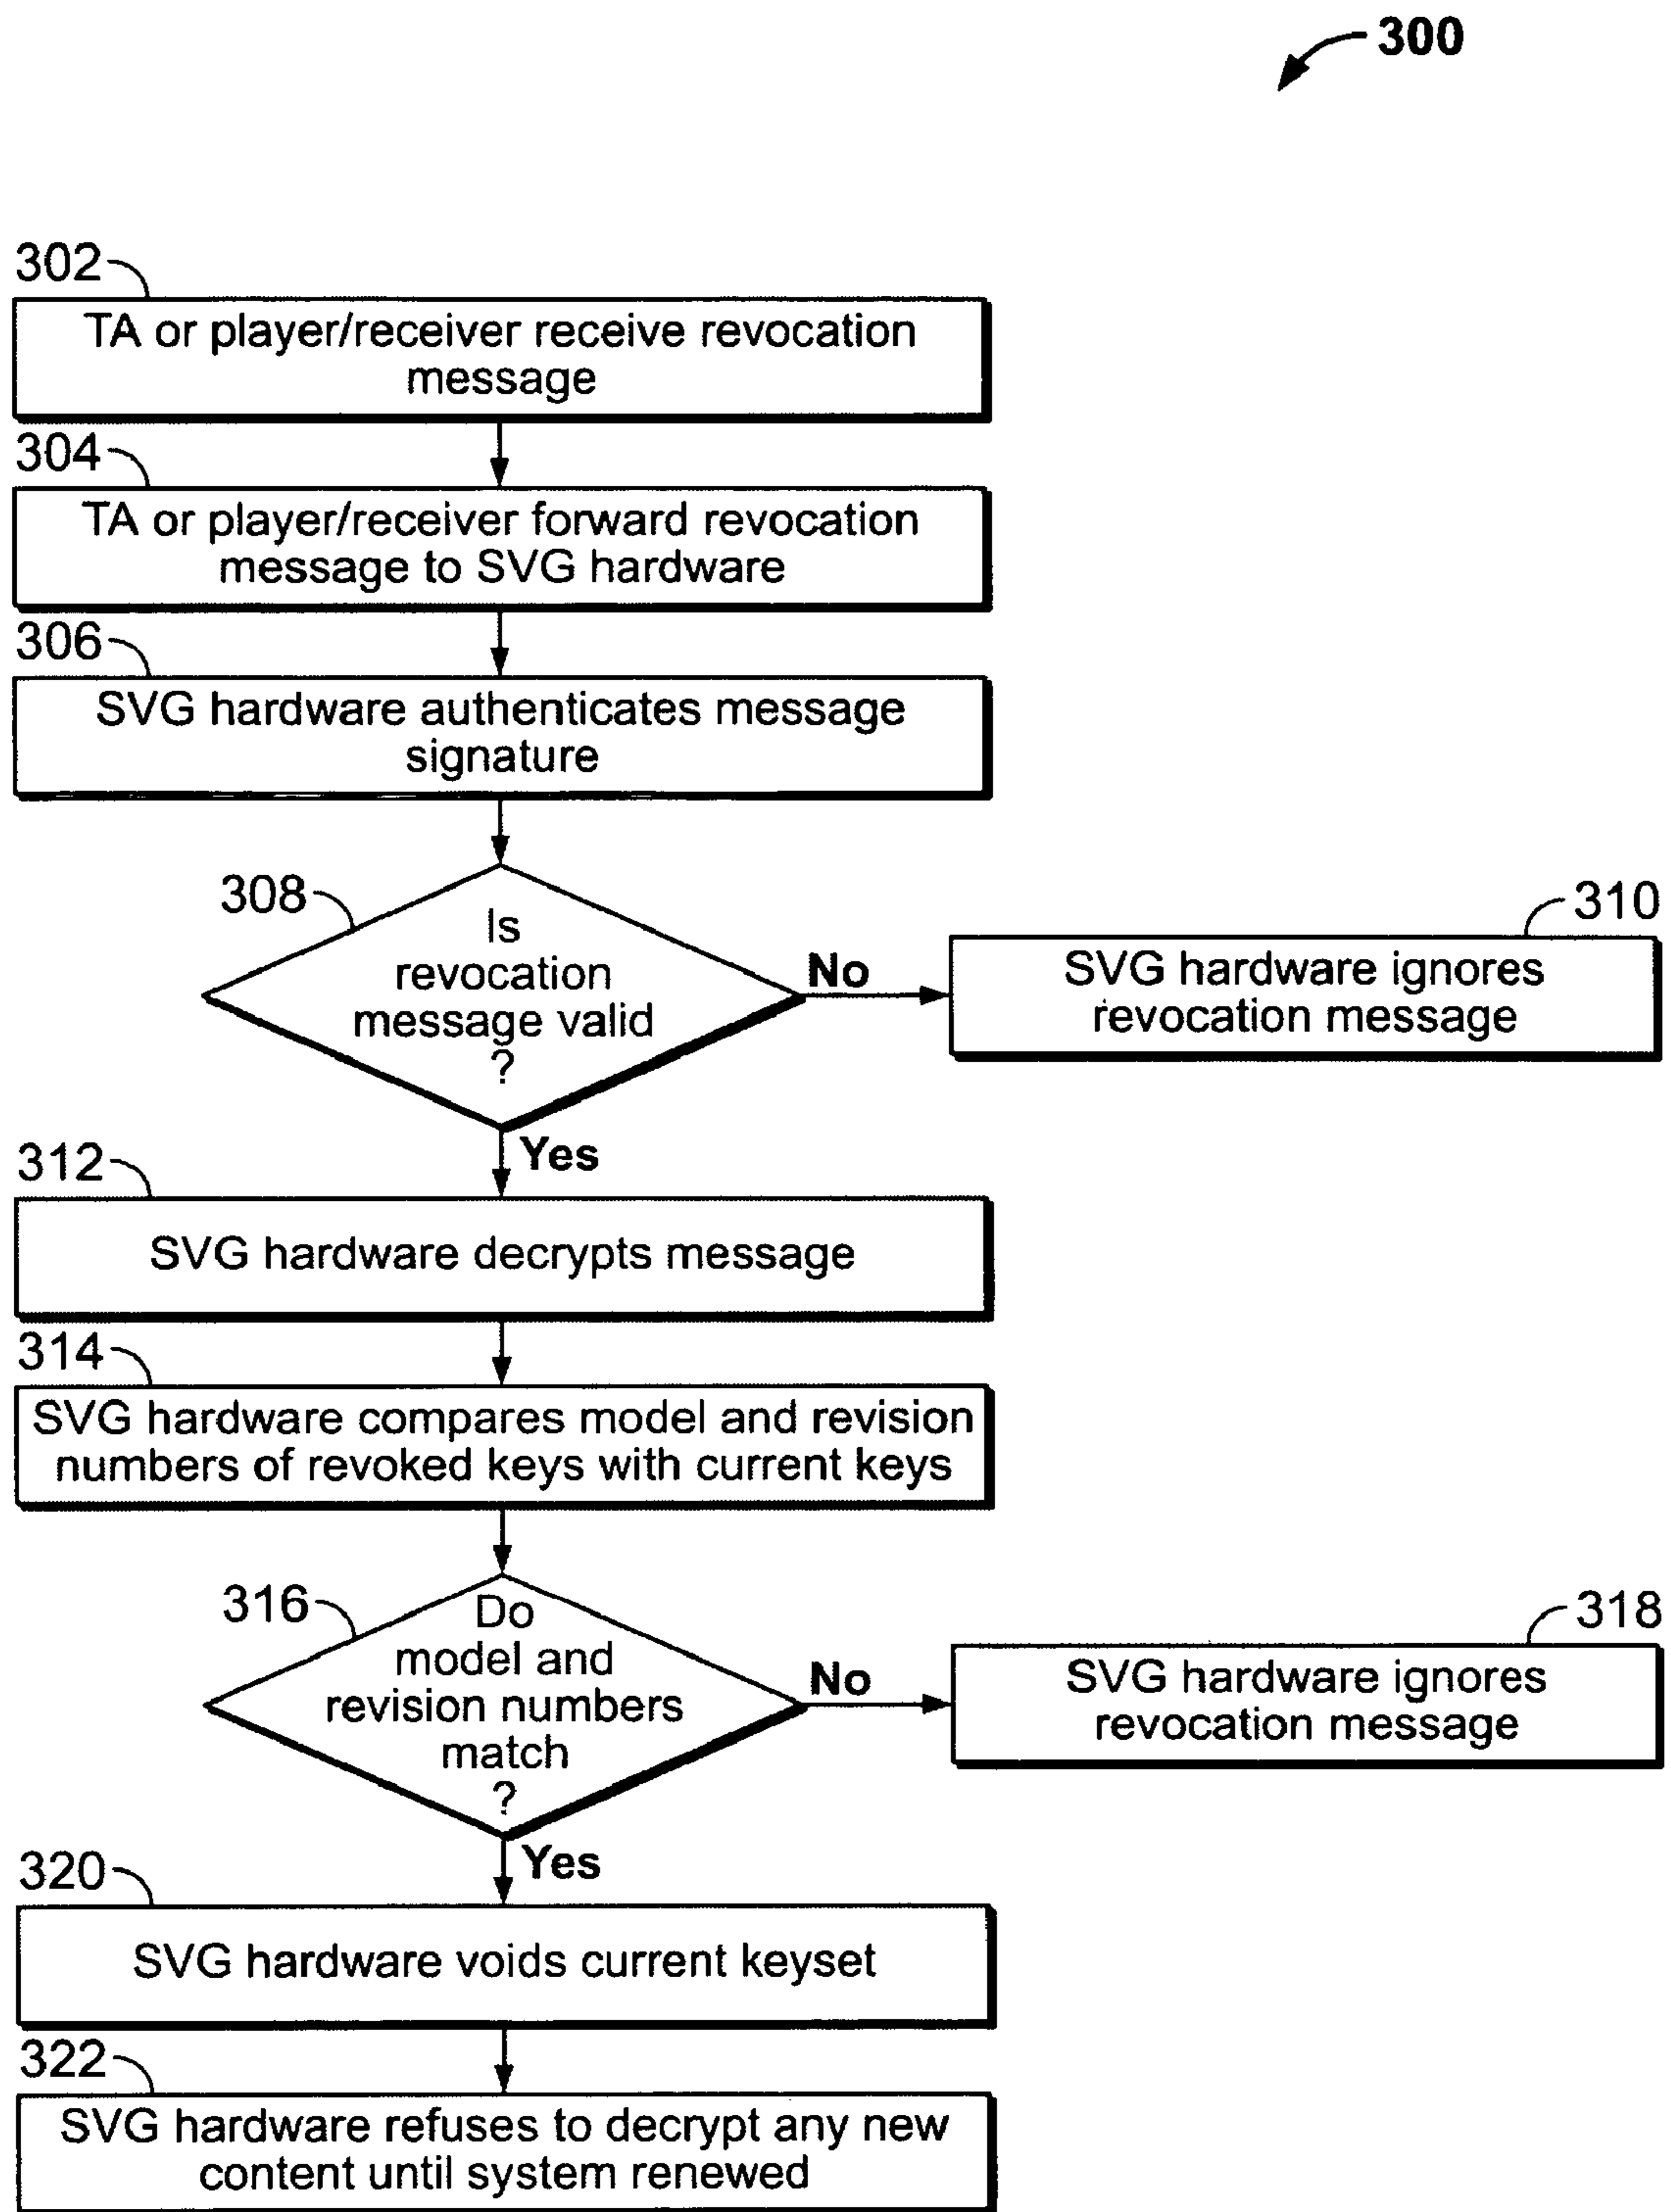 300
302
TA or player/receiver receive revocation
message
304
TA or player/receiver forward revocation
message to SVG hardware
306
SVG hardware authenticates message
signature
308
Is
revocation
message valid
?
No
310
SVG hardware ignores
revocation message
Yes
312
SVG hardware decrypts message
314
SVG hardware compares model and revision
numbers of revoked keys with current keys
316
Do
model and
revision numbers
match
?
No
318
SVG hardware ignores
revocation message
Yes
320
SVG hardware voids current keyset
322
SVG hardware refuses to decrypt any new
content until system renewed